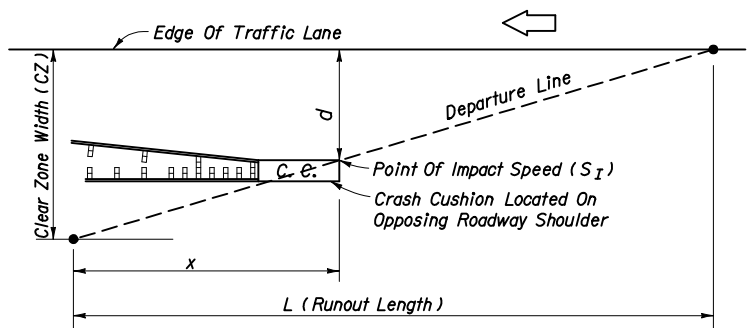 Edge Of Traffic Lane
Clear Zone Width (CZ)
d
Departure Line
C. C.
Point Of Impact Speed (S_I)
Crash Cushion Located On
Opposing Roadway Shoulder
x
L (Runout Length)